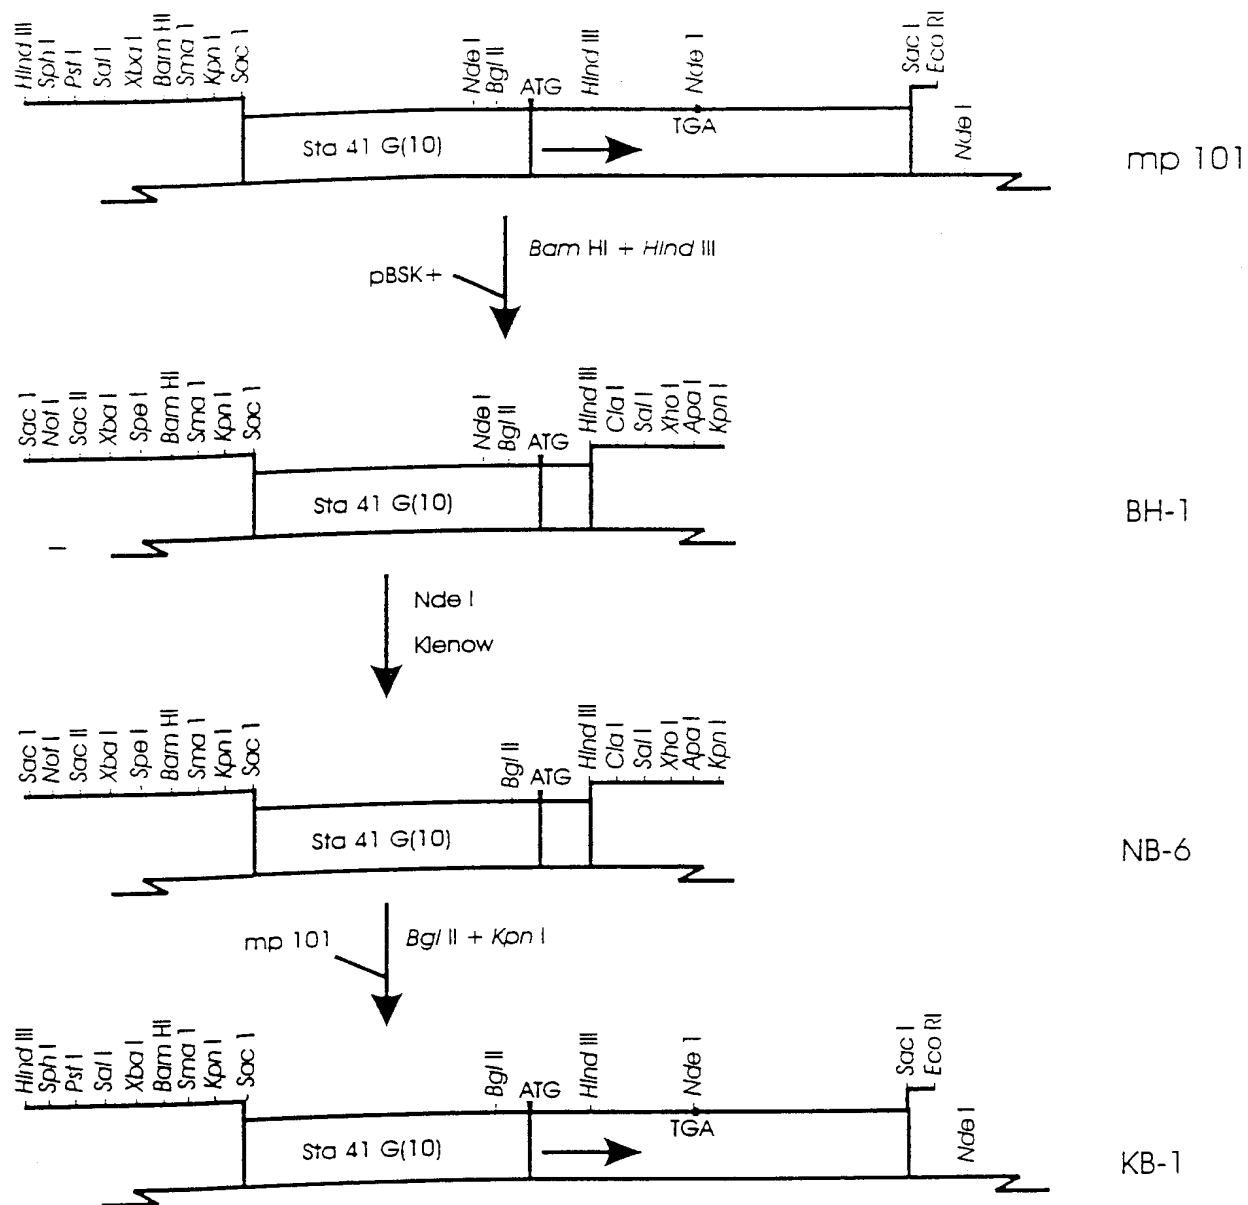 Hind III Sph I Pst I Sal I Xba I Bam HI Sma I Kpn I Sac I Nde I Bgl II ATG Hind III Nde I Sac I Eco RI
TGA Nde I
Sta 41 G(10)
mp 101
Bam HI + Hind III
pBSK+
Sac I Not I Sac II Xba I Spe I Bam HI Sma I Kpn I Sac I Nde I Bgl II ATG Hind III Cla I Sal I Xho I Apa I Kpn I
Sta 41 G(10)
BH-1
Nde I
Klenow
Sac I Not I Sac II Xba I Spe I Bam HI Sma I Kpn I Sac I Bgl II ATG Hind III Cla I Sal I Xho I Apa I Kpn I
Sta 41 G(10)
NB-6
mp 101 Bgl II + Kpn I
Hind III Sph I Pst I Sal I Xba I Bam HI Sma I Kpn I Sac I Bgl II ATG Hind III Nde I Sac I Eco RI
TGA Nde I
Sta 41 G(10)
KB-1